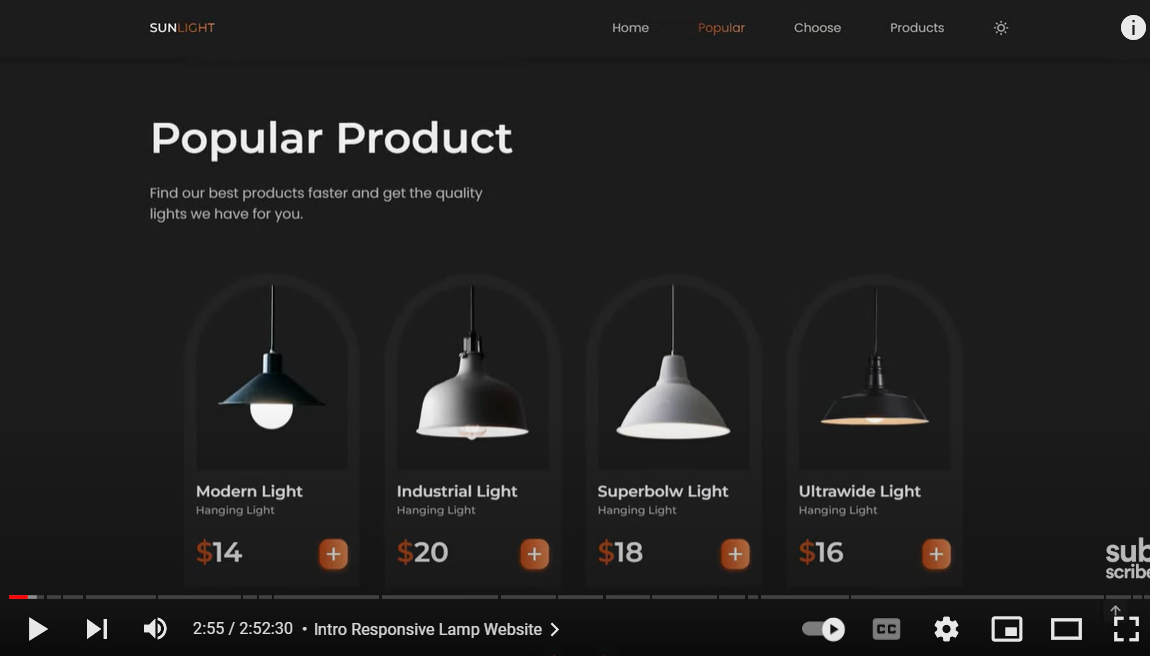 SUNLIGHT Home Popular Choose Products
i
Popular Product
Find our best products faster and get the quality
lights we have for you.
Modern Light Industrial Light Superbolw Light Ultrawide Light
Hanging Light Hanging Light Hanging Light Hanging Light
$14 + $20 + $18 + $16 +
sub
scribe
2:55 / 2:52:30 • Intro Responsive Lamp Website CC